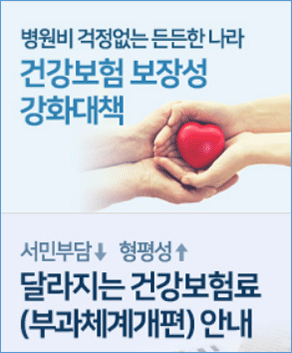 병원비 걱정없는 든든한 나라
건강보험 보장성
강화대책
서민부담↓ 형평성↑
달라지는 건강보험료
(부과체계개편) 안내